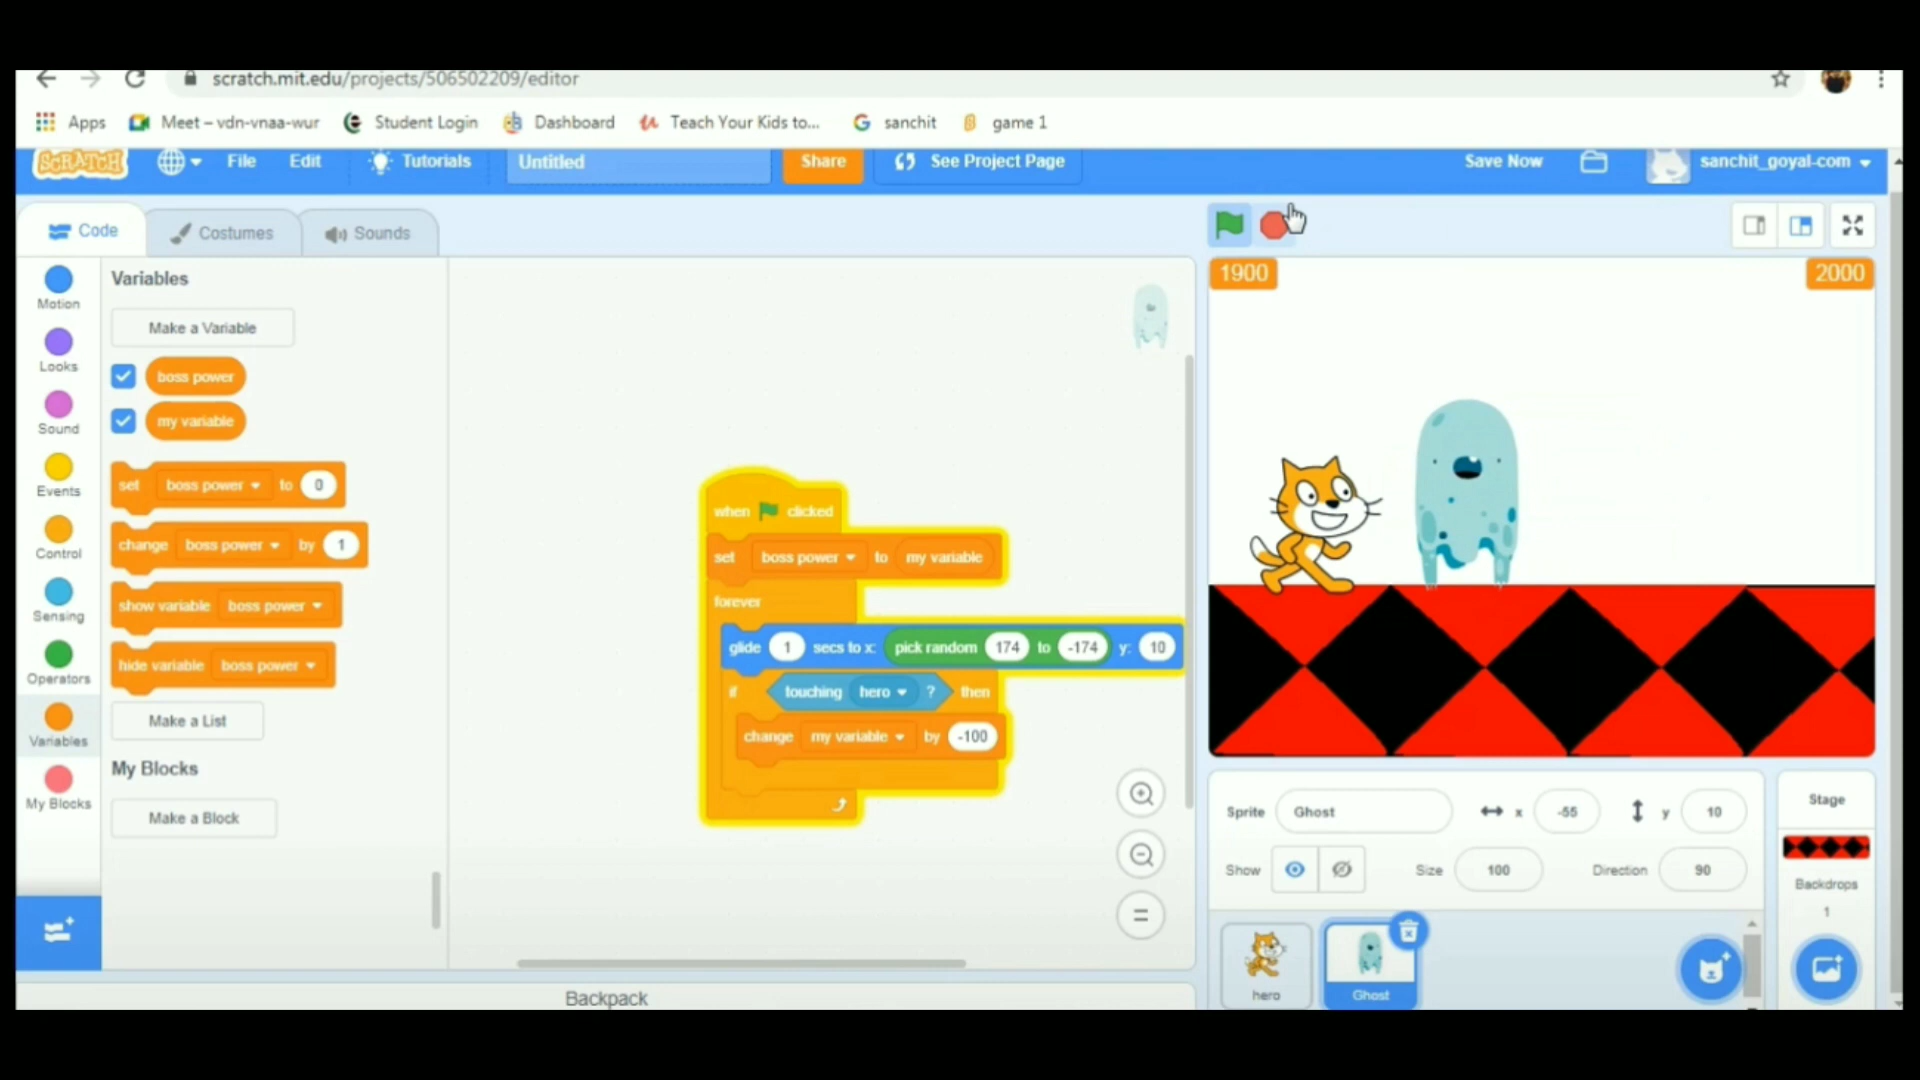 scratch.mit.edu/projects/506502209/editor
Apps Meet – vdn-vnaa-wur Student Login Dashboard Teach Your Kids to... sanchit game 1
SCRATCH File Edit Tutorials Untitled Share See Project Page Save Now sanchit_goyal-com
Code Costumes Sounds
Motion
Looks
Sound
Events
Control
Sensing
Operators
Variables
My Blocks
Variables
Make a Variable
boss power
my variable
set boss power to 0
change boss power by 1
show variable boss power
hide variable boss power
Make a List
My Blocks
Make a Block
when clicked
set boss power to my variable
forever
glide 1 secs to x: pick random 174 to -174 y: 10
if touching hero ? then
change my variable by -100
Backpack
1900 2000
Sprite Ghost x -55 y 10
Show Size 100 Direction 90
hero Ghost
Stage
Backdrops
1